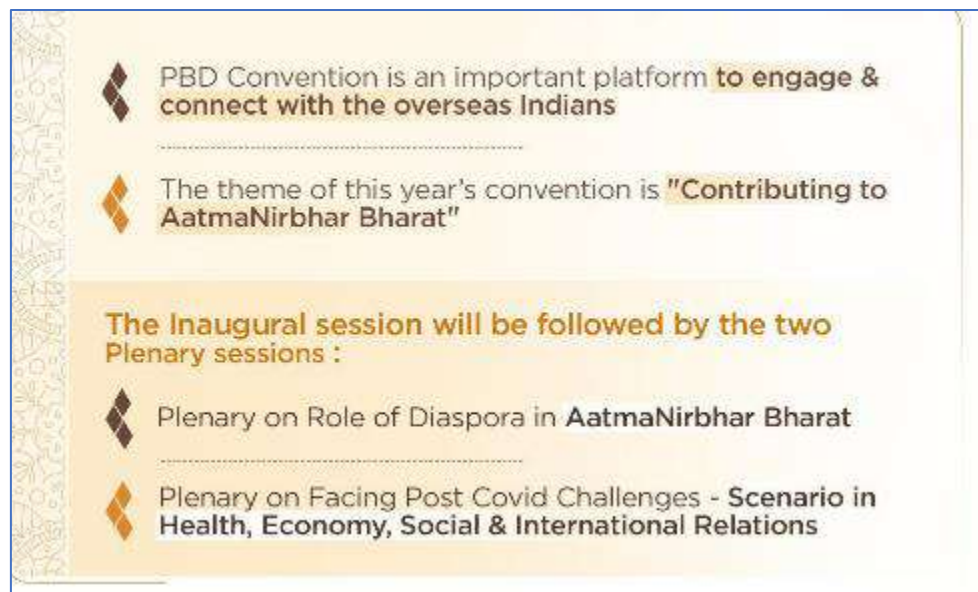 PBD Convention is an important platform to engage &
connect with the overseas Indians
The theme of this year's convention is "Contributing to
AatmaNirbhar Bharat"
The Inaugural session will be followed by the two
Plenary sessions :
Plenary on Role of Diaspora in AatmaNirbhar Bharat
Plenary on Facing Post Covid Challenges - Scenario in
Health, Economy, Social & International Relations